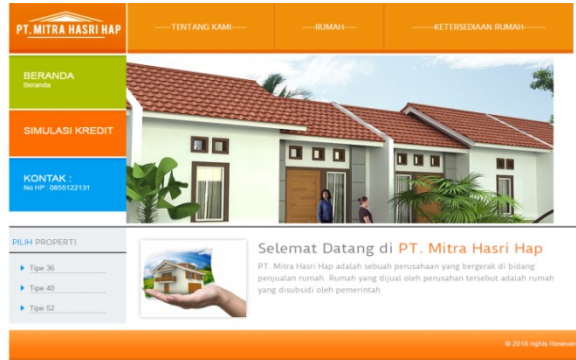 PT. MITRA HASRI HAP
-----TENTANG KAMI-----
----RUMAH----
-------KETERSEDIAAN RUMAH-------
BERANDA
Beranda
SIMULASI KREDIT
KONTAK :
No HP : 0855122131
PILIH PROPERTI
Tipe 36
Tipe 40
Tipe 52
Selemat Datang di PT. Mitra Hasri Hap
PT. Mitra Hasri Hap adalah sebuah perusahaan yang bergerak di bidang
penjualan rumah. Rumah yang dijual oleh perusahan tersebut adalah rumah
yang disubsidi oleh pemerintah
© 2016 rights Reseved